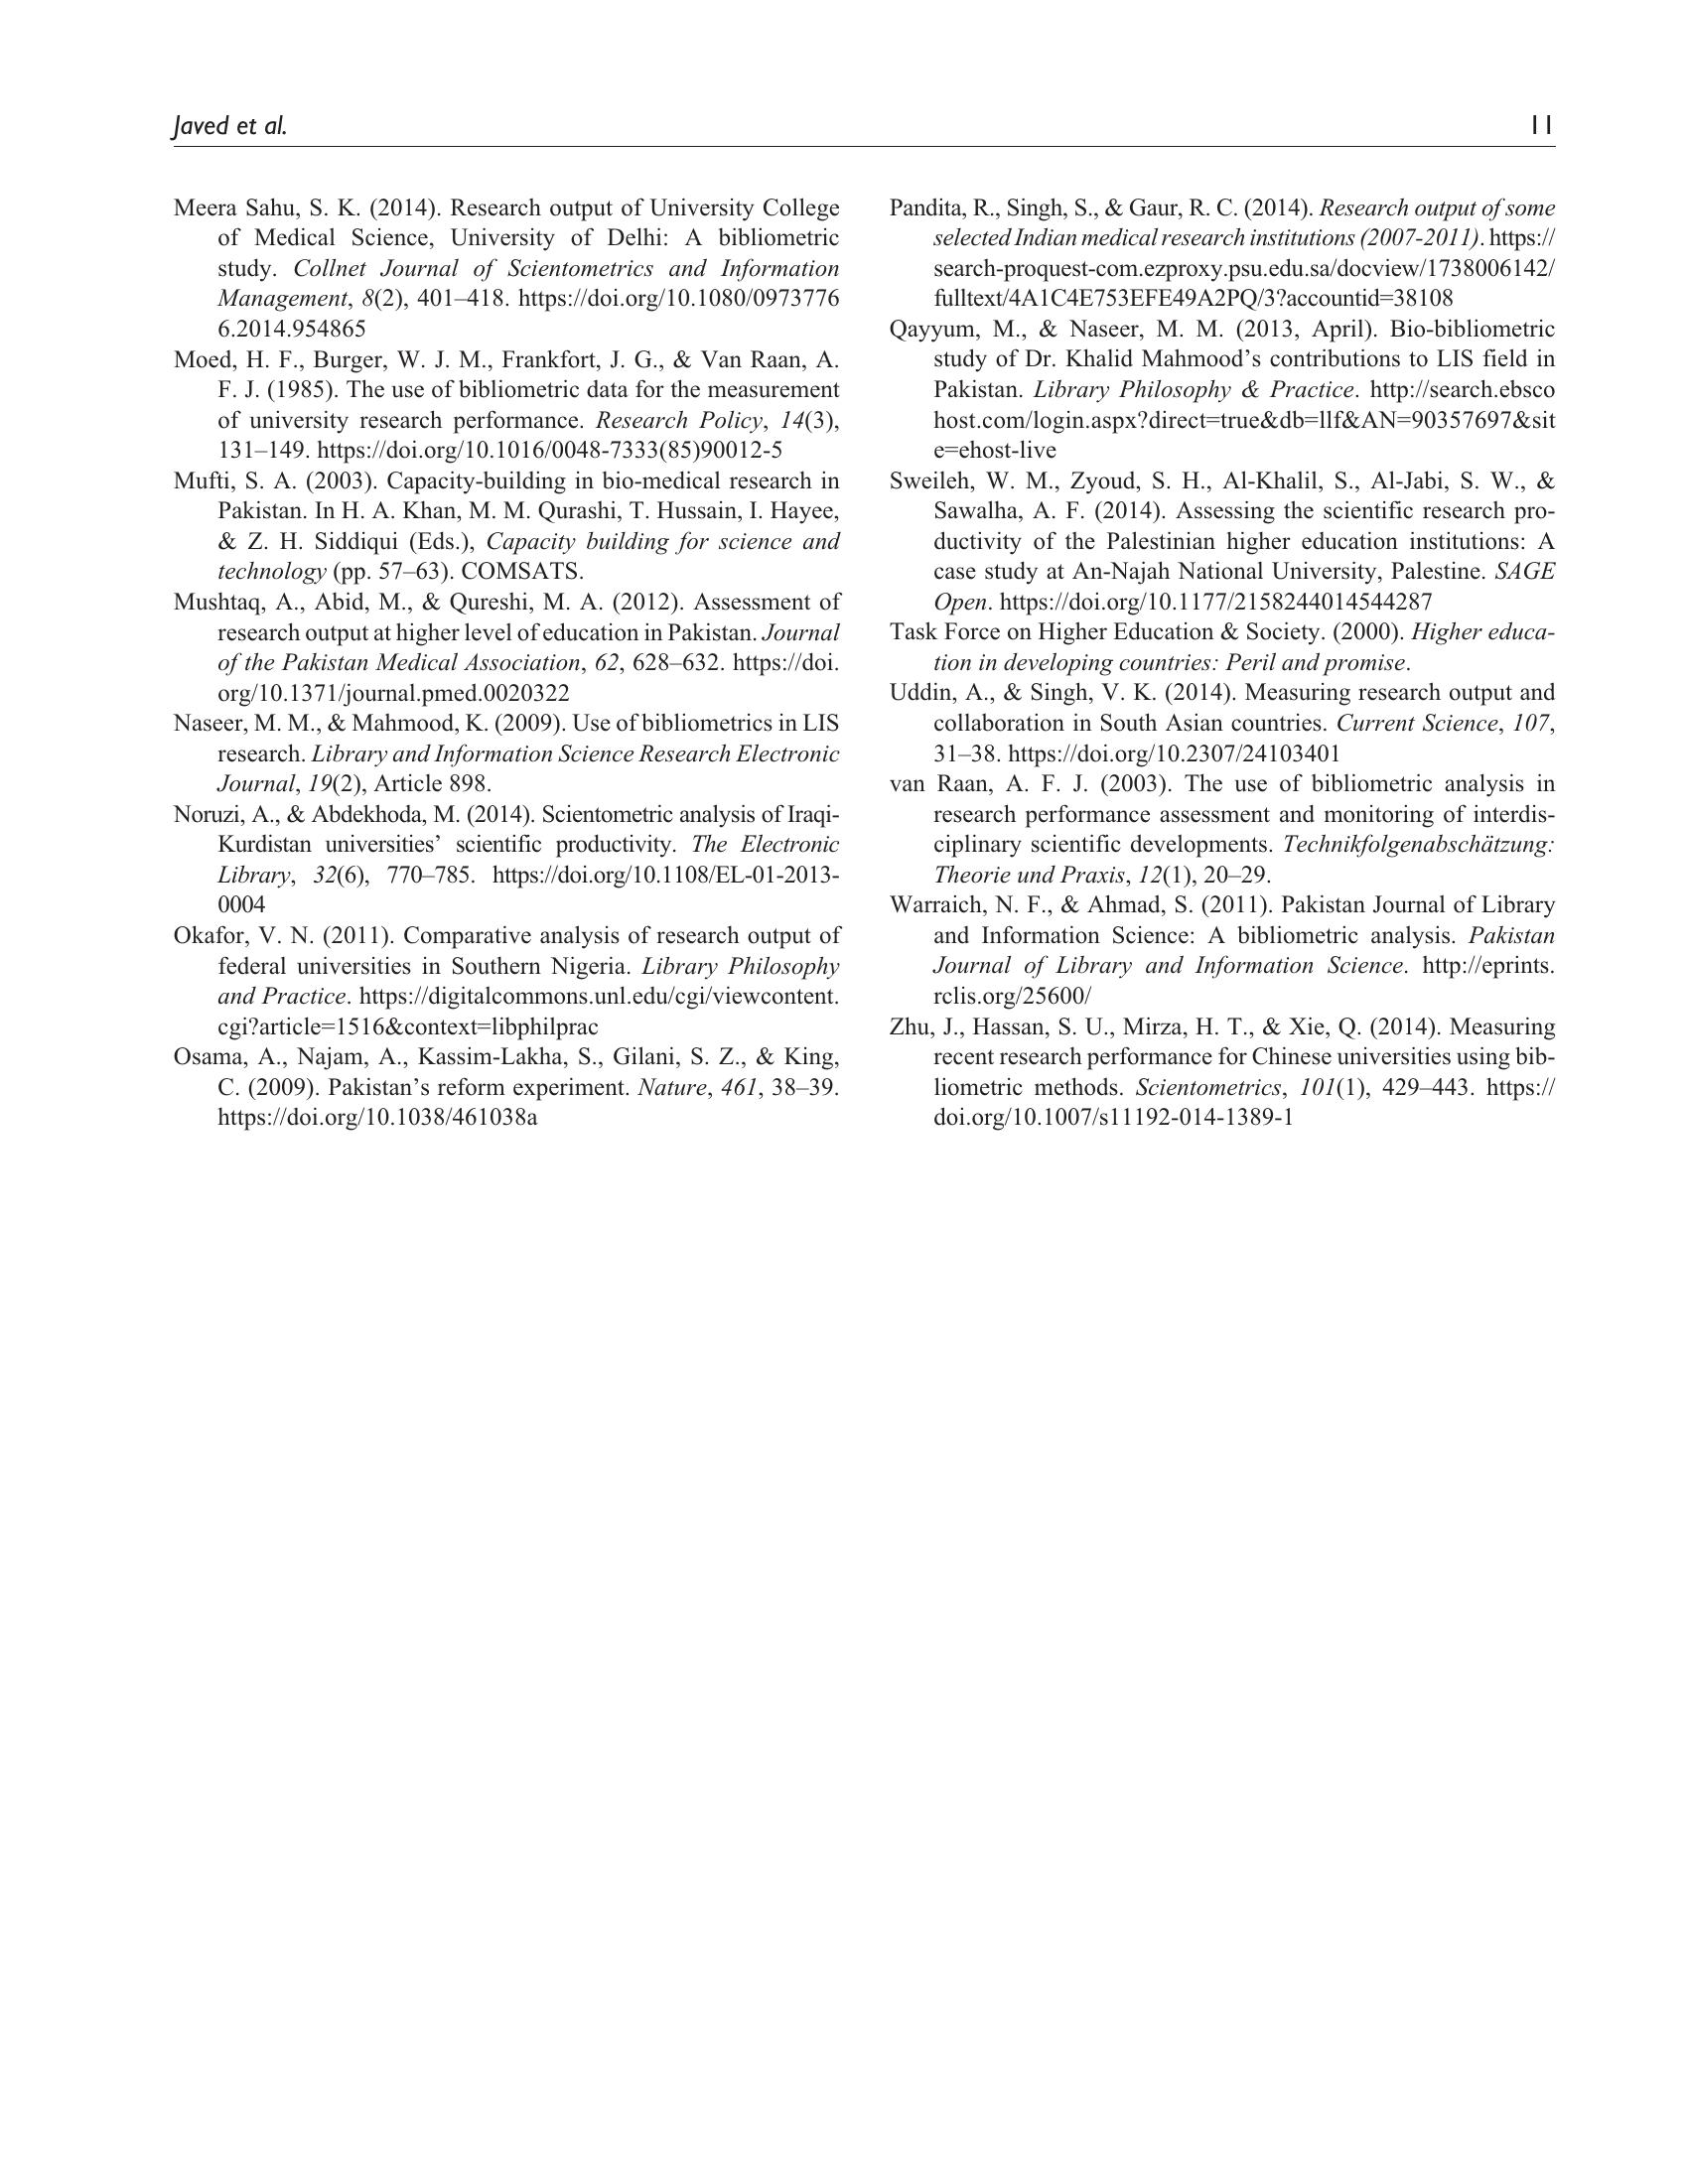 Javed et al.
11
Meera Sahu, S. K. (2014). Research output of University College
of Medical Science, University of Delhi: A bibliometric
study. Collnet Journal of Scientometrics and Information
Management, 8(2), 401–418. https://doi.org/10.1080/0973776
6.2014.954865
Moed, H. F., Burger, W. J. M., Frankfort, J. G., & Van Raan, A.
F. J. (1985). The use of bibliometric data for the measurement
of university research performance. Research Policy, 14(3),
131–149. https://doi.org/10.1016/0048-7333(85)90012-5
Mufti, S. A. (2003). Capacity-building in bio-medical research in
Pakistan. In H. A. Khan, M. M. Qurashi, T. Hussain, I. Hayee,
& Z. H. Siddiqui (Eds.), Capacity building for science and
technology (pp. 57–63). COMSATS.
Mushtaq, A., Abid, M., & Qureshi, M. A. (2012). Assessment of
research output at higher level of education in Pakistan. Journal
of the Pakistan Medical Association, 62, 628–632. https://doi.
org/10.1371/journal.pmed.0020322
Naseer, M. M., & Mahmood, K. (2009). Use of bibliometrics in LIS
research. Library and Information Science Research Electronic
Journal, 19(2), Article 898.
Noruzi, A., & Abdekhoda, M. (2014). Scientometric analysis of Iraqi-
Kurdistan universities’ scientific productivity. The Electronic
Library, 32(6), 770–785. https://doi.org/10.1108/EL-01-2013-
0004
Okafor, V. N. (2011). Comparative analysis of research output of
federal universities in Southern Nigeria. Library Philosophy
and Practice. https://digitalcommons.unl.edu/cgi/viewcontent.
cgi?article=1516&context=libphilprac
Osama, A., Najam, A., Kassim-Lakha, S., Gilani, S. Z., & King,
C. (2009). Pakistan’s reform experiment. Nature, 461, 38–39.
https://doi.org/10.1038/461038a
Pandita, R., Singh, S., & Gaur, R. C. (2014). Research output of some
selected Indian medical research institutions (2007-2011). https://
search-proquest-com.ezproxy.psu.edu.sa/docview/1738006142/
fulltext/4A1C4E753EFE49A2PQ/3?accountid=38108
Qayyum, M., & Naseer, M. M. (2013, April). Bio-bibliometric
study of Dr. Khalid Mahmood’s contributions to LIS field in
Pakistan. Library Philosophy & Practice. http://search.ebsco
host.com/login.aspx?direct=true&db=llf&AN=90357697&sit
e=ehost-live
Sweileh, W. M., Zyoud, S. H., Al-Khalil, S., Al-Jabi, S. W., &
Sawalha, A. F. (2014). Assessing the scientific research pro-
ductivity of the Palestinian higher education institutions: A
case study at An-Najah National University, Palestine. SAGE
Open. https://doi.org/10.1177/2158244014544287
Task Force on Higher Education & Society. (2000). Higher educa-
tion in developing countries: Peril and promise.
Uddin, A., & Singh, V. K. (2014). Measuring research output and
collaboration in South Asian countries. Current Science, 107,
31–38. https://doi.org/10.2307/24103401
van Raan, A. F. J. (2003). The use of bibliometric analysis in
research performance assessment and monitoring of interdis-
ciplinary scientific developments. Technikfolgenabschätzung:
Theorie und Praxis, 12(1), 20–29.
Warraich, N. F., & Ahmad, S. (2011). Pakistan Journal of Library
and Information Science: A bibliometric analysis. Pakistan
Journal of Library and Information Science. http://eprints.
rclis.org/25600/
Zhu, J., Hassan, S. U., Mirza, H. T., & Xie, Q. (2014). Measuring
recent research performance for Chinese universities using bib-
liometric methods. Scientometrics, 101(1), 429–443. https://
doi.org/10.1007/s11192-014-1389-1